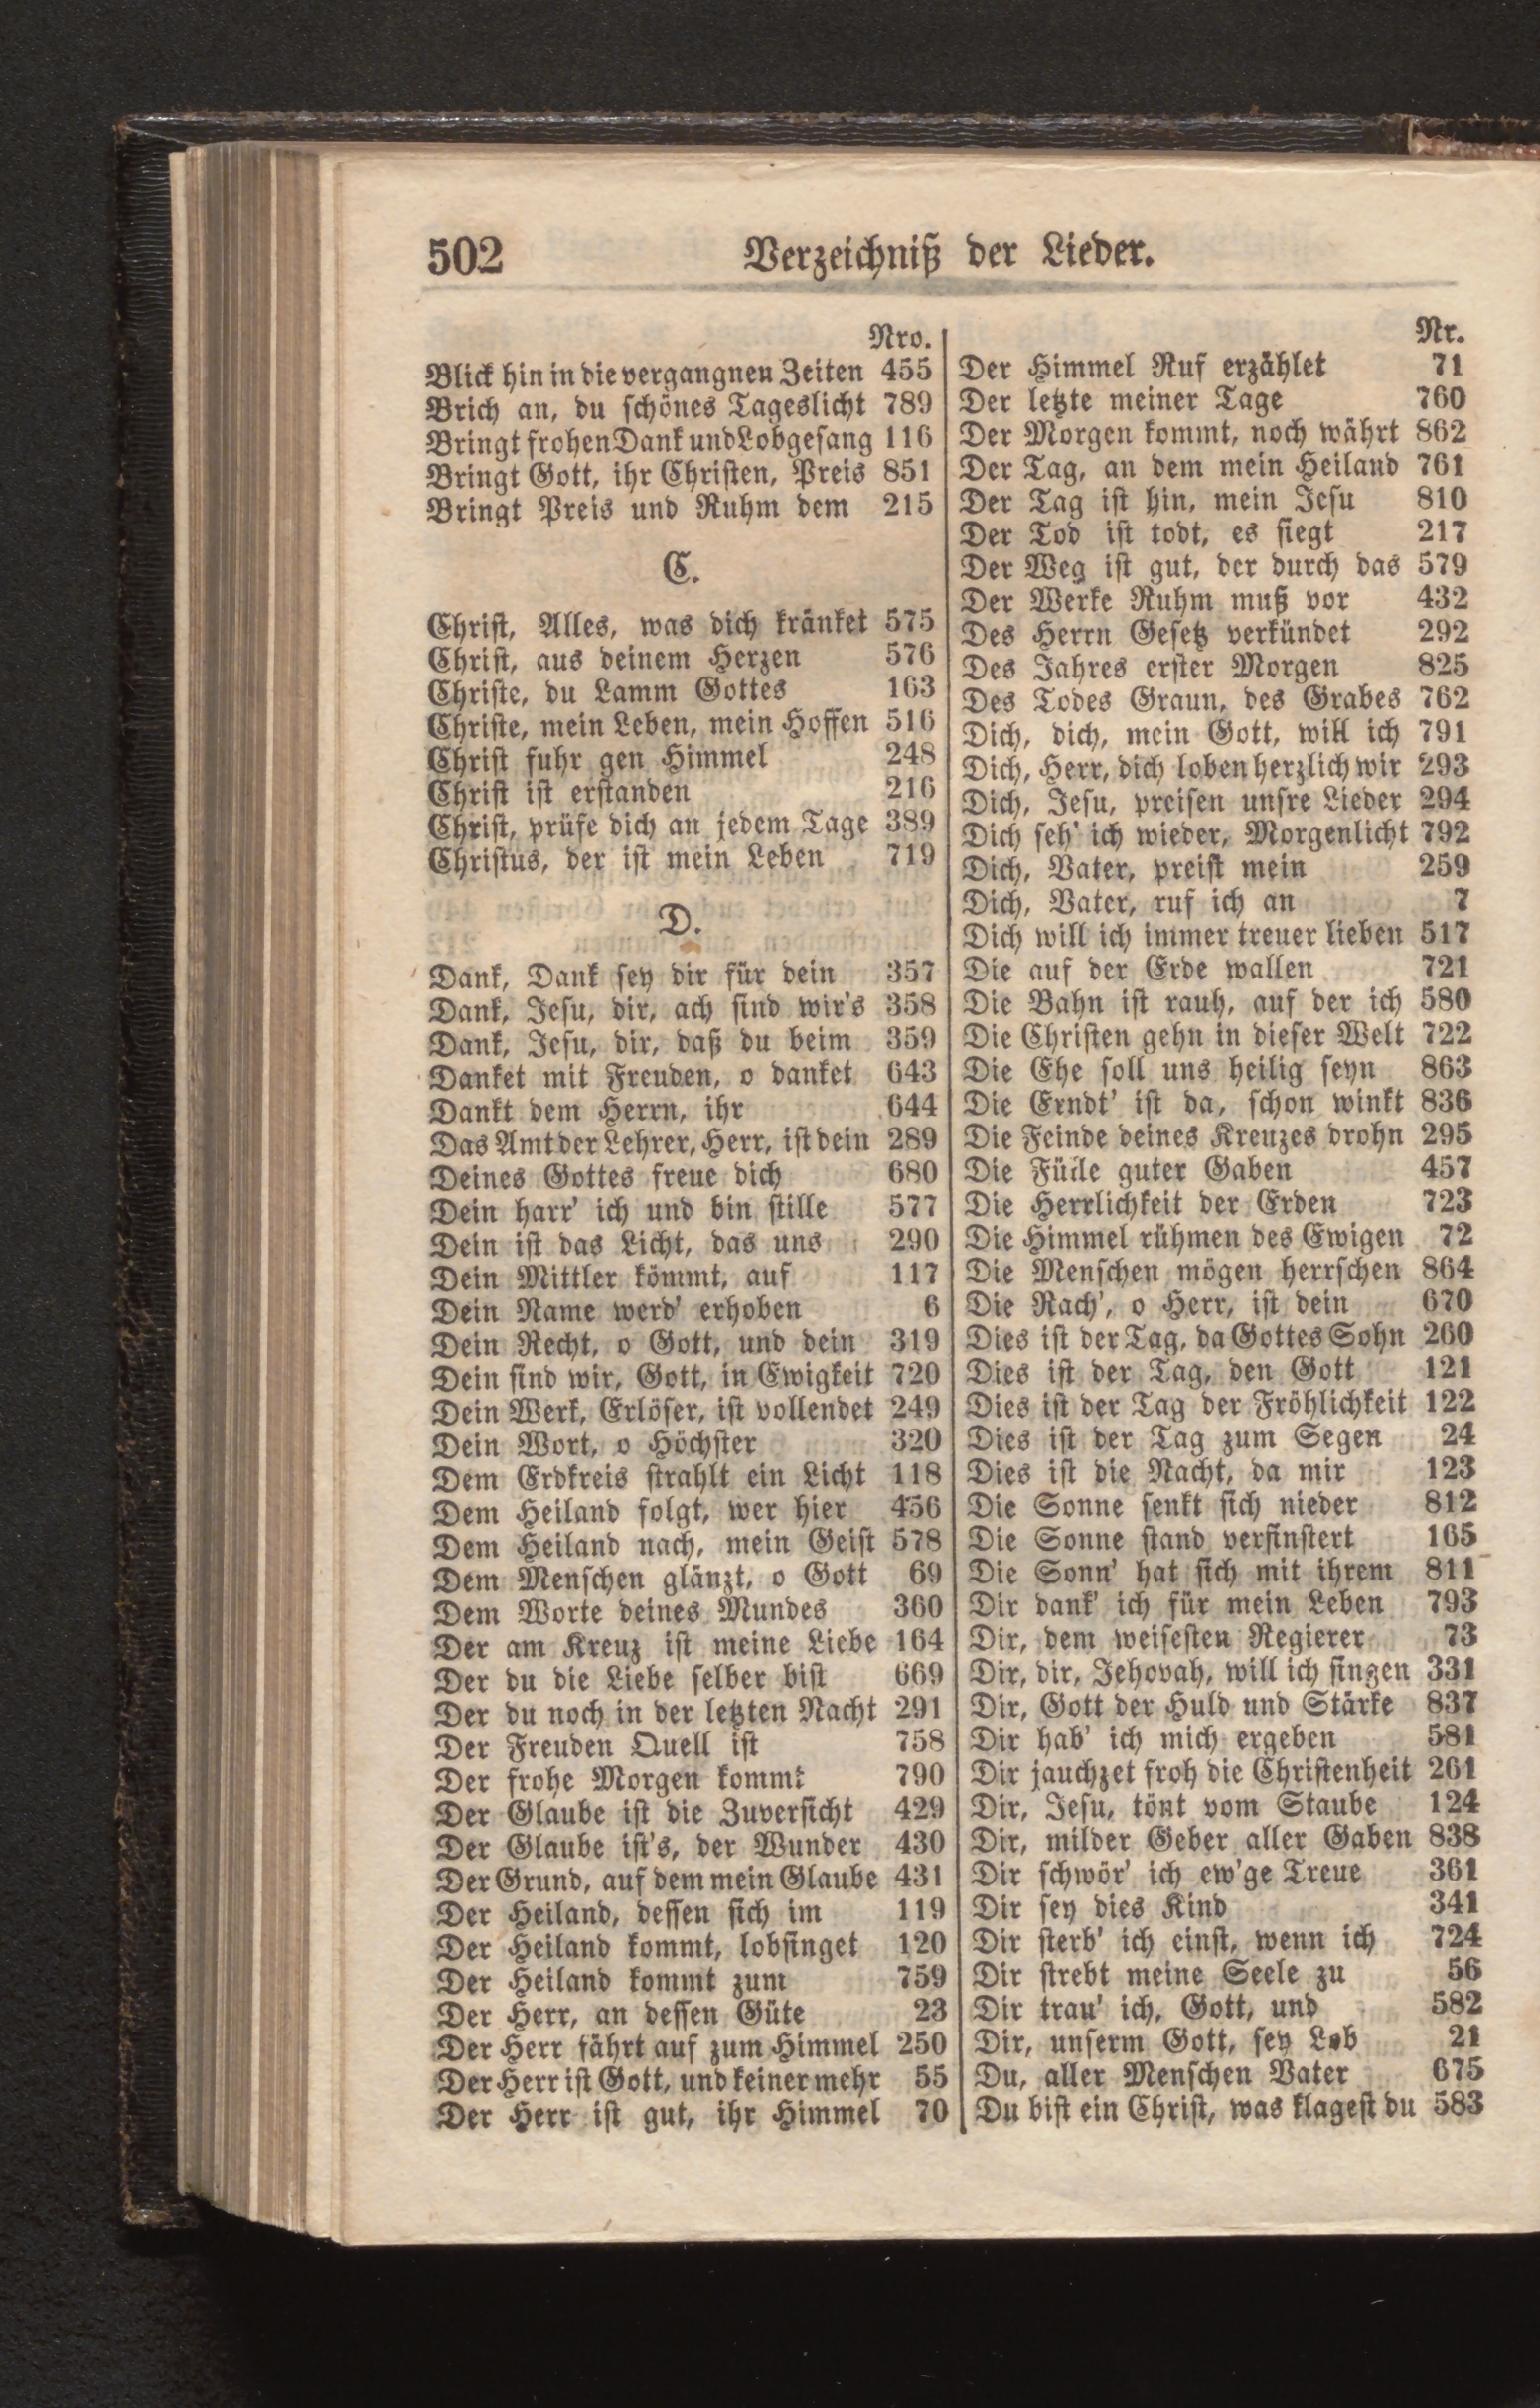 502 Verzeichniß der Lieder.
Nro.
Blick hin in die vergangnen Zeiten 455
Brich an, du schönes Tageslicht 789
Bringt frohen Dank und Lobgesang 116
Bringt Gott, ihr Christen, Preis 851
Bringt Preis und Ruhm dem 215
C.
Christ, Alles, was dich kränket 575
Christ, aus deinem Herzen 576
Christe, du Lamm Gottes 163
Christe, mein Leben, mein Hoffen 516
Christ fuhr gen Himmel 248
Christ ist erstanden 216
Christ, prüfe dich an jedem Tage 389
Christus, der ist mein Leben 719
D.
Dank, Dank sey dir für dein 357
Dank, Jesu, dir, ach sind wir's 358
Dank, Jesu, dir, daß du beim 359
Danket mit Freuden, o danket 643
Dankt dem Herrn, ihr 644
Das Amt der Lehrer, Herr, ist dein 289
Deines Gottes freue dich 680
Dein harr' ich und bin stille 577
Dein ist das Licht, das uns 290
Dein Mittler kömmt, auf 117
Dein Name werd' erhoben 6
Dein Recht, o Gott, und dein 319
Dein sind wir, Gott, in Ewigkeit 720
Dein Werk, Erlöser, ist vollendet 249
Dein Wort, o Höchster 320
Dem Erdkreis strahlt ein Licht 118
Dem Heiland folgt, wer hier 456
Dem Heiland nach, mein Geist 578
Dem Menschen glänzt, o Gott 69
Dem Worte deines Mundes 360
Der am Kreuz ist meine Liebe 164
Der du die Liebe selber bist 669
Der du noch in der letzten Nacht 291
Der Freuden Quell ist 758
Der frohe Morgen kommt 790
Der Glaube ist die Zuversicht 429
Der Glaube ist's, der Wunder 430
Der Grund, auf dem mein Glaube 431
Der Heiland, dessen sich im 119
Der Heiland kommt, lobsinget 120
Der Heiland kommt zum 759
Der Herr, an dessen Güte 23
Der Herr fährt auf zum Himmel 250
Der Herr ist Gott, und keiner mehr 55
Der Herr ist gut, ihr Himmel 70
Nr.
Der Himmel Ruf erzählet 71
Der letzte meiner Tage 760
Der Morgen kommt, noch währt 862
Der Tag, an dem mein Heiland 761
Der Tag ist hin, mein Jesu 810
Der Tod ist todt, es siegt 217
Der Weg ist gut, der durch das 579
Der Werke Ruhm muß vor 432
Des Herrn Gesetz verkündet 292
Des Jahres erster Morgen 825
Des Todes Graun, des Grabes 762
Dich, dich, mein Gott, will ich 791
Dich, Herr, dich loben herzlich wir 293
Dich, Jesu, preisen unsre Lieder 294
Dich seh' ich wieder, Morgenlicht 792
Dich, Vater, preist mein 259
Dich, Vater, ruf ich an 7
Dich will ich immer treuer lieben 517
Die auf der Erde wallen 721
Die Bahn ist rauh, auf der ich 580
Die Christen gehn in dieser Welt 722
Die Ehe soll uns heilig seyn 863
Die Erndt' ist da, schon winkt 836
Die Feinde deines Kreuzes drohn 295
Die Fülle guter Gaben 457
Die Herrlichkeit der Erden 723
Die Himmel rühmen des Ewigen 72
Die Menschen mögen herrschen 864
Die Rach', o Herr, ist dein 670
Dies ist der Tag, da Gottes Sohn 260
Dies ist der Tag, den Gott 121
Dies ist der Tag der Fröhlichkeit 122
Dies ist der Tag zum Segen 24
Dies ist die Nacht, da mir 123
Die Sonne senkt sich nieder 812
Die Sonne stand verfinstert 165
Die Sonn' hat sich mit ihrem 811
Dir dank' ich für mein Leben 793
Dir, dem weisesten Regierer 73
Dir, dir, Jehovah, will ich singen 331
Dir, Gott der Huld und Stärke 837
Dir hab' ich mich ergeben 581
Dir jauchzet froh die Christenheit 261
Dir, Jesu, tönt vom Staube 124
Dir, milder Geber aller Gaben 838
Dir schwör' ich ew'ge Treue 361
Dir sey dies Kind 341
Dir sterb' ich einst, wenn ich 724
Dir strebt meine Seele zu 56
Dir trau' ich, Gott, und 582
Dir, unserm Gott, sey Lob 21
Du, aller Menschen Vater 675
Du bist ein Christ, was klagest du 583